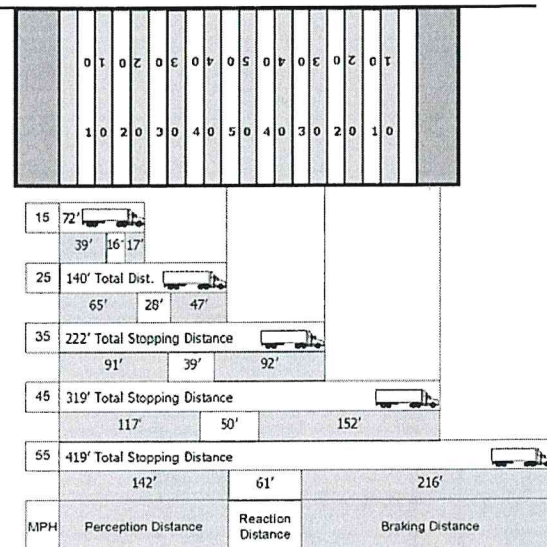 0 1 0 2 0 3 0 4 0 5 0 4 0 3 0 2 0 1
1 0 2 0 3 0 4 0 5 0 4 0 3 0 2 0 1 0
15 72'
39' 16' 17'
25 140' Total Dist.
65' 28' 47'
35 222' Total Stopping Distance
91' 39' 92'
45 319' Total Stopping Distance
117' 50' 152'
55 419' Total Stopping Distance
142' 61' 216'
MPH Perception Distance Reaction Distance Braking Distance